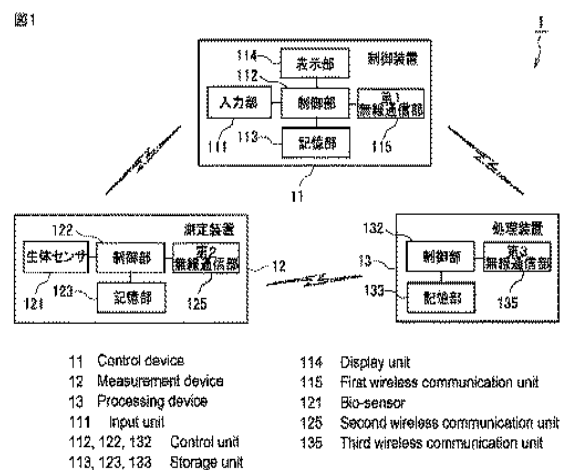 図1
1
114
表示部
制御装置
112
入力部
制御部
第1
無線通信部
111
113
記憶部
115
11
122
測定装置
生体センサ
制御部
第2
無線通信部
12
121
123
記憶部
125
132
処理装置
制御部
第3
無線通信部
13
133
記憶部
135
11 Control device
12 Measurement device
13 Processing device
111 Input unit
112, 122, 132 Control unit
113, 123, 133 Storage unit
114 Display unit
115 First wireless communication unit
121 Bio-sensor
125 Second wireless communication unit
135 Third wireless communication unit